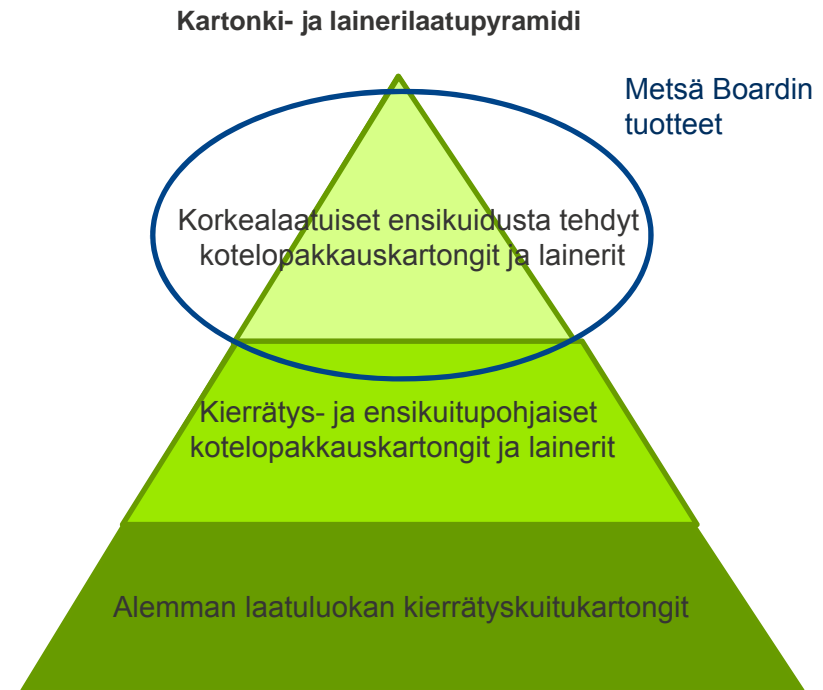 Kartonki- ja lainerilaatupyramidi
Metsä Boardin
tuotteet
Korkealaatuiset ensikuidusta tehdyt
kotelopakkauskartongit ja lainerit
Kierrätys- ja ensikuitupohjaiset
kotelopakkauskartongit ja lainerit
Alemman laatuluokan kierrätyskuitukartongit